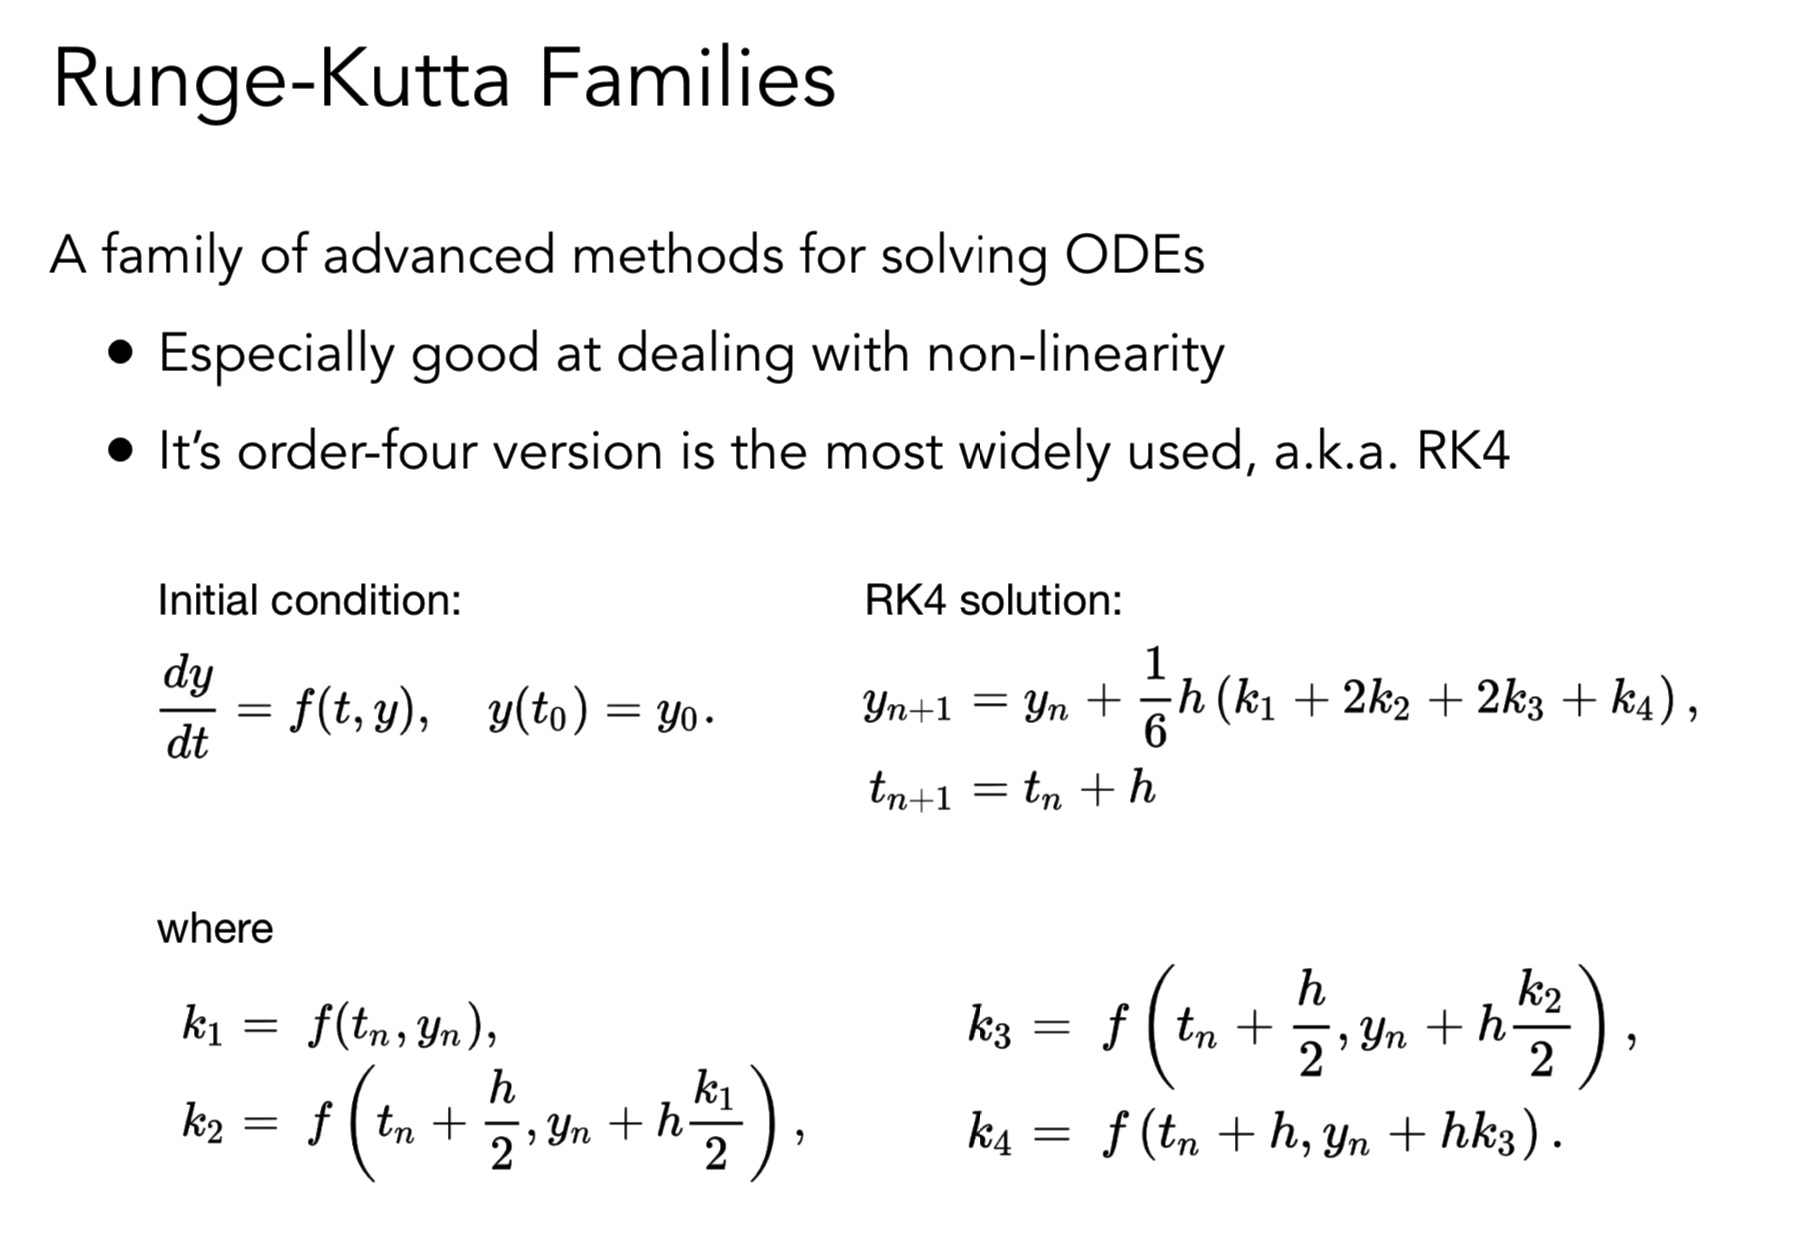 Runge-Kutta Families
A family of advanced methods for solving ODEs
• Especially good at dealing with non-linearity
• It’s order-four version is the most widely used, a.k.a. RK4
Initial condition:
\frac{dy}{dt} = f(t, y), \quad y(t_0) = y_0.
RK4 solution:
y_{n+1} = y_n + \frac{1}{6}h\left(k_1 + 2k_2 + 2k_3 + k_4\right),
t_{n+1} = t_n + h
where
k_1 = f(t_n, y_n),
k_2 = f\left(t_n + \frac{h}{2}, y_n + h\frac{k_1}{2}\right),
k_3 = f\left(t_n + \frac{h}{2}, y_n + h\frac{k_2}{2}\right),
k_4 = f\left(t_n + h, y_n + hk_3\right).